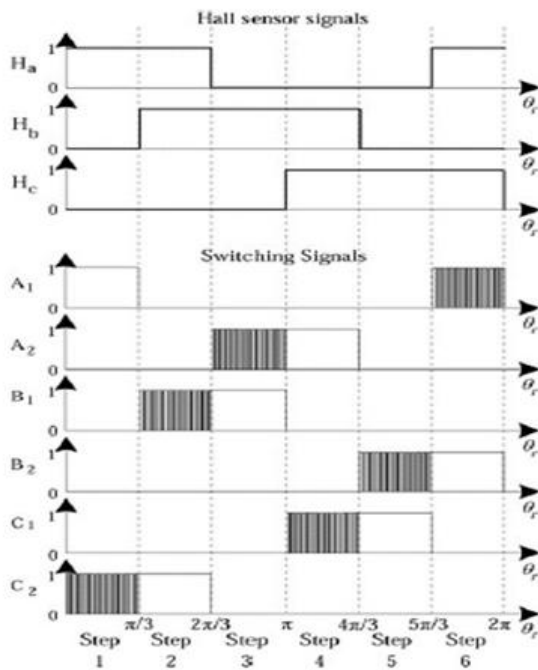 Hall sensor signals
1
Ha
0
θr
1
Hb
0
θr
1
Hc
0
θr
Switching Signals
1
A1
0
θr
1
A2
0
θr
1
B1
0
θr
1
B2
0
θr
1
C1
0
θr
1
C2
0
θr
π/3 2π/3 π 4π/3 5π/3 2π
Step Step Step Step Step Step
1 2 3 4 5 6